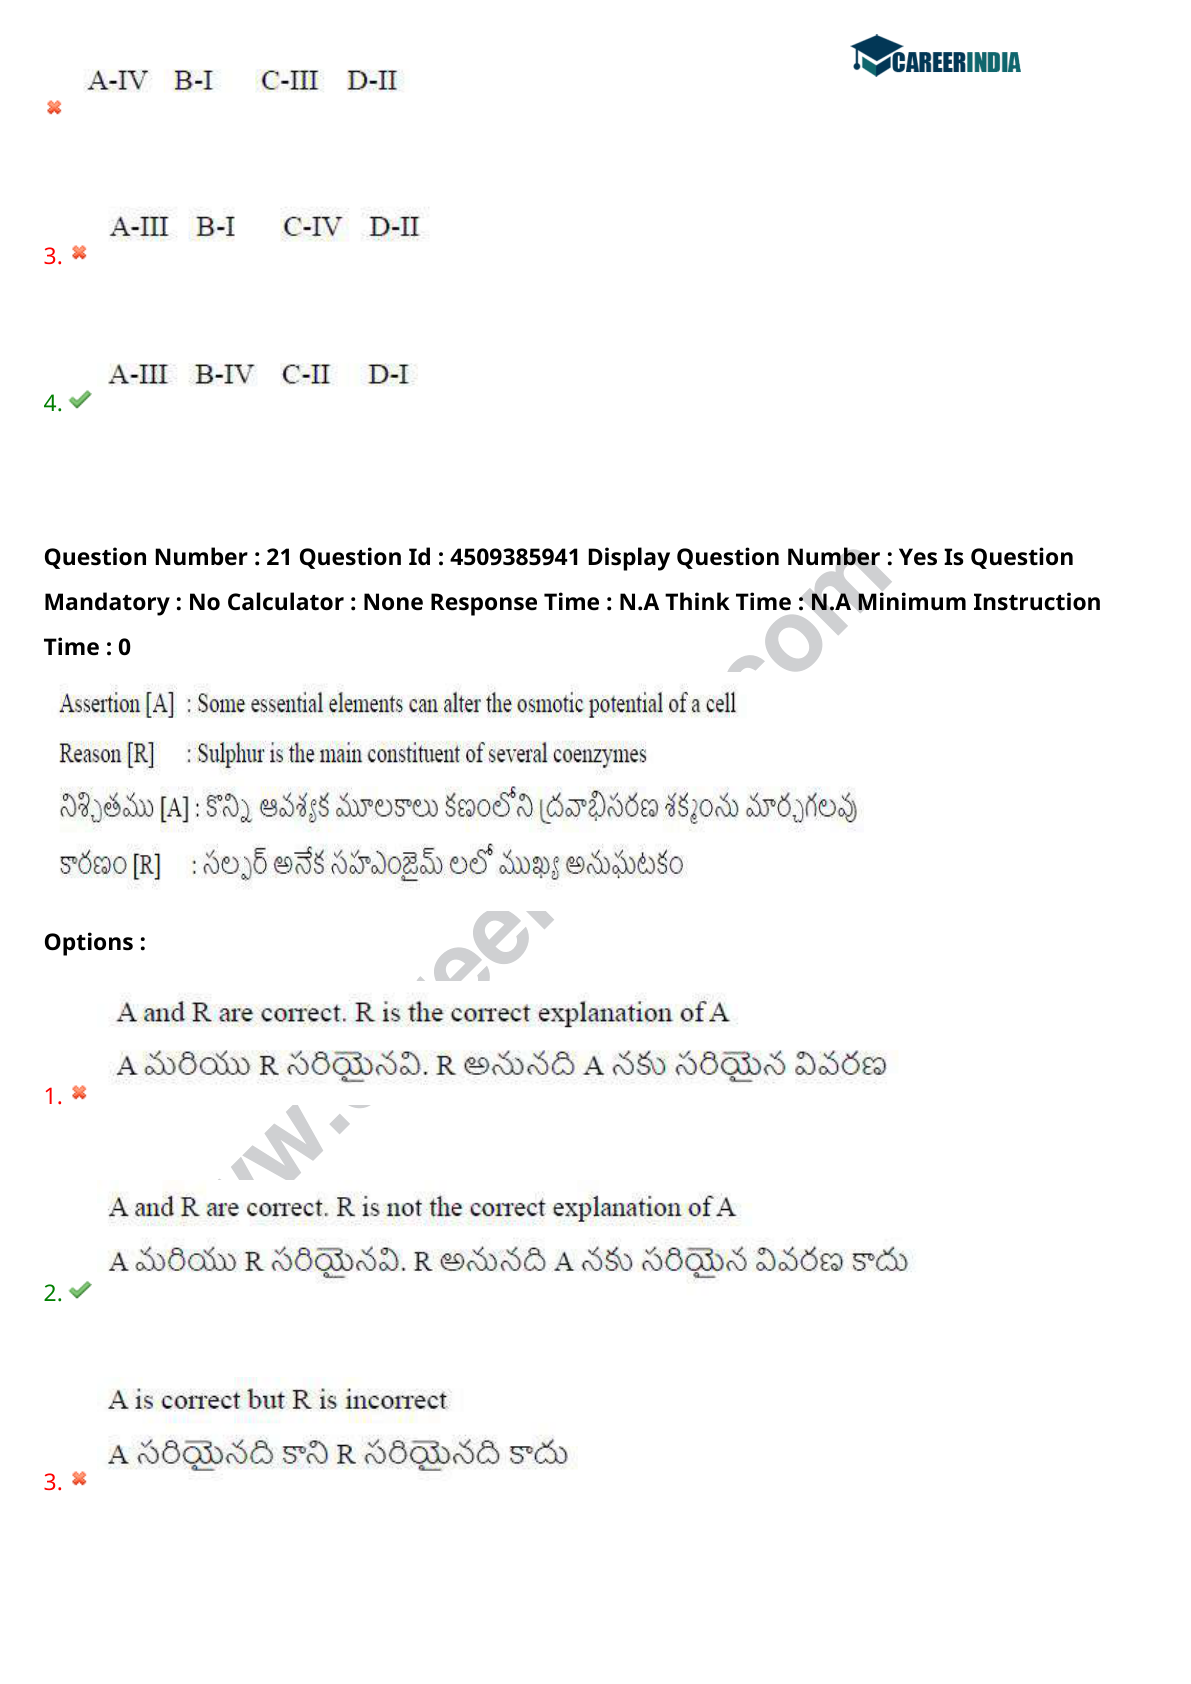 CAREERINDIA
A-IV B-I C-III D-II
A-III B-I C-IV D-II
3.
A-III B-IV C-II D-I
4.
Question Number : 21 Question Id : 4509385941 Display Question Number : Yes Is Question
Mandatory : No Calculator : None Response Time : N.A Think Time : N.A Minimum Instruction
Time : 0
Assertion [A] : Some essential elements can alter the osmotic potential of a cell
Reason [R] : Sulphur is the main constituent of several coenzymes
నిశ్చితము [A] : కొన్ని ఆవశ్యక మూలకాలు కణంలోని ద్రవాభిసరణ శక్మంను మార్చగలవు
కారణం [R] : సల్ఫర్ అనేక సహఎంజైమ్ లలో ముఖ్య అనుఘటకం
Options :
A and R are correct. R is the correct explanation of A
A మరియు R సరియైనవి. R అనునది A నకు సరియైన వివరణ
1.
A and R are correct. R is not the correct explanation of A
A మరియు R సరియైనవి. R అనునది A నకు సరియైన వివరణ కాదు
2.
A is correct but R is incorrect
A సరియైనది కాని R సరియైనది కాదు
3.